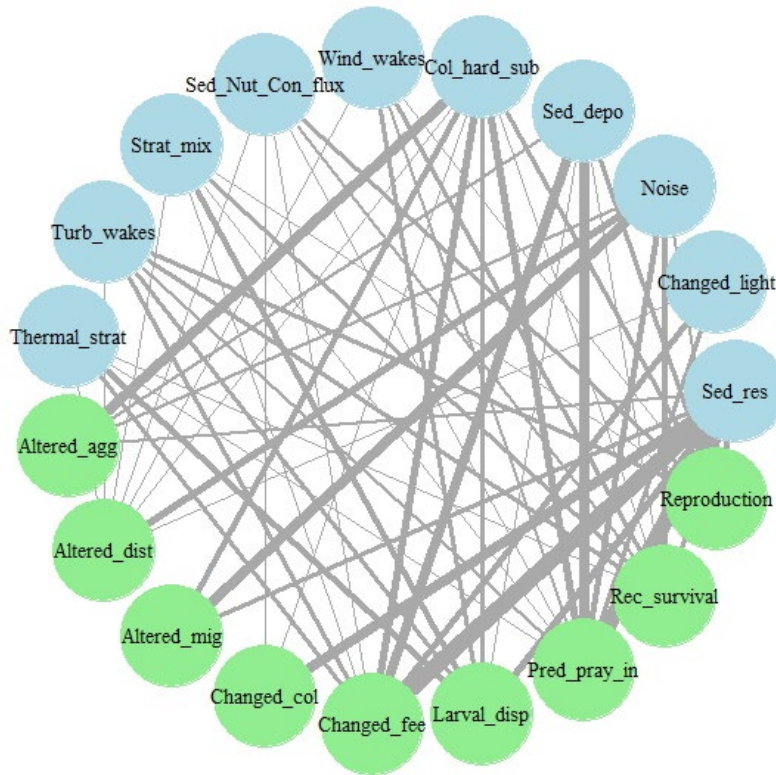 Wind_wakes
Col_hard_sub
Sed_Nut_Con_flux
Sed_depo
Strat_mix
Noise
Turb_wakes
Changed_light
Thermal_strat
Sed_res
Altered_agg
Reproduction
Altered_dist
Rec_survival
Altered_mig
Pred_pray_in
Changed_col
Changed_fee
Larval_disp